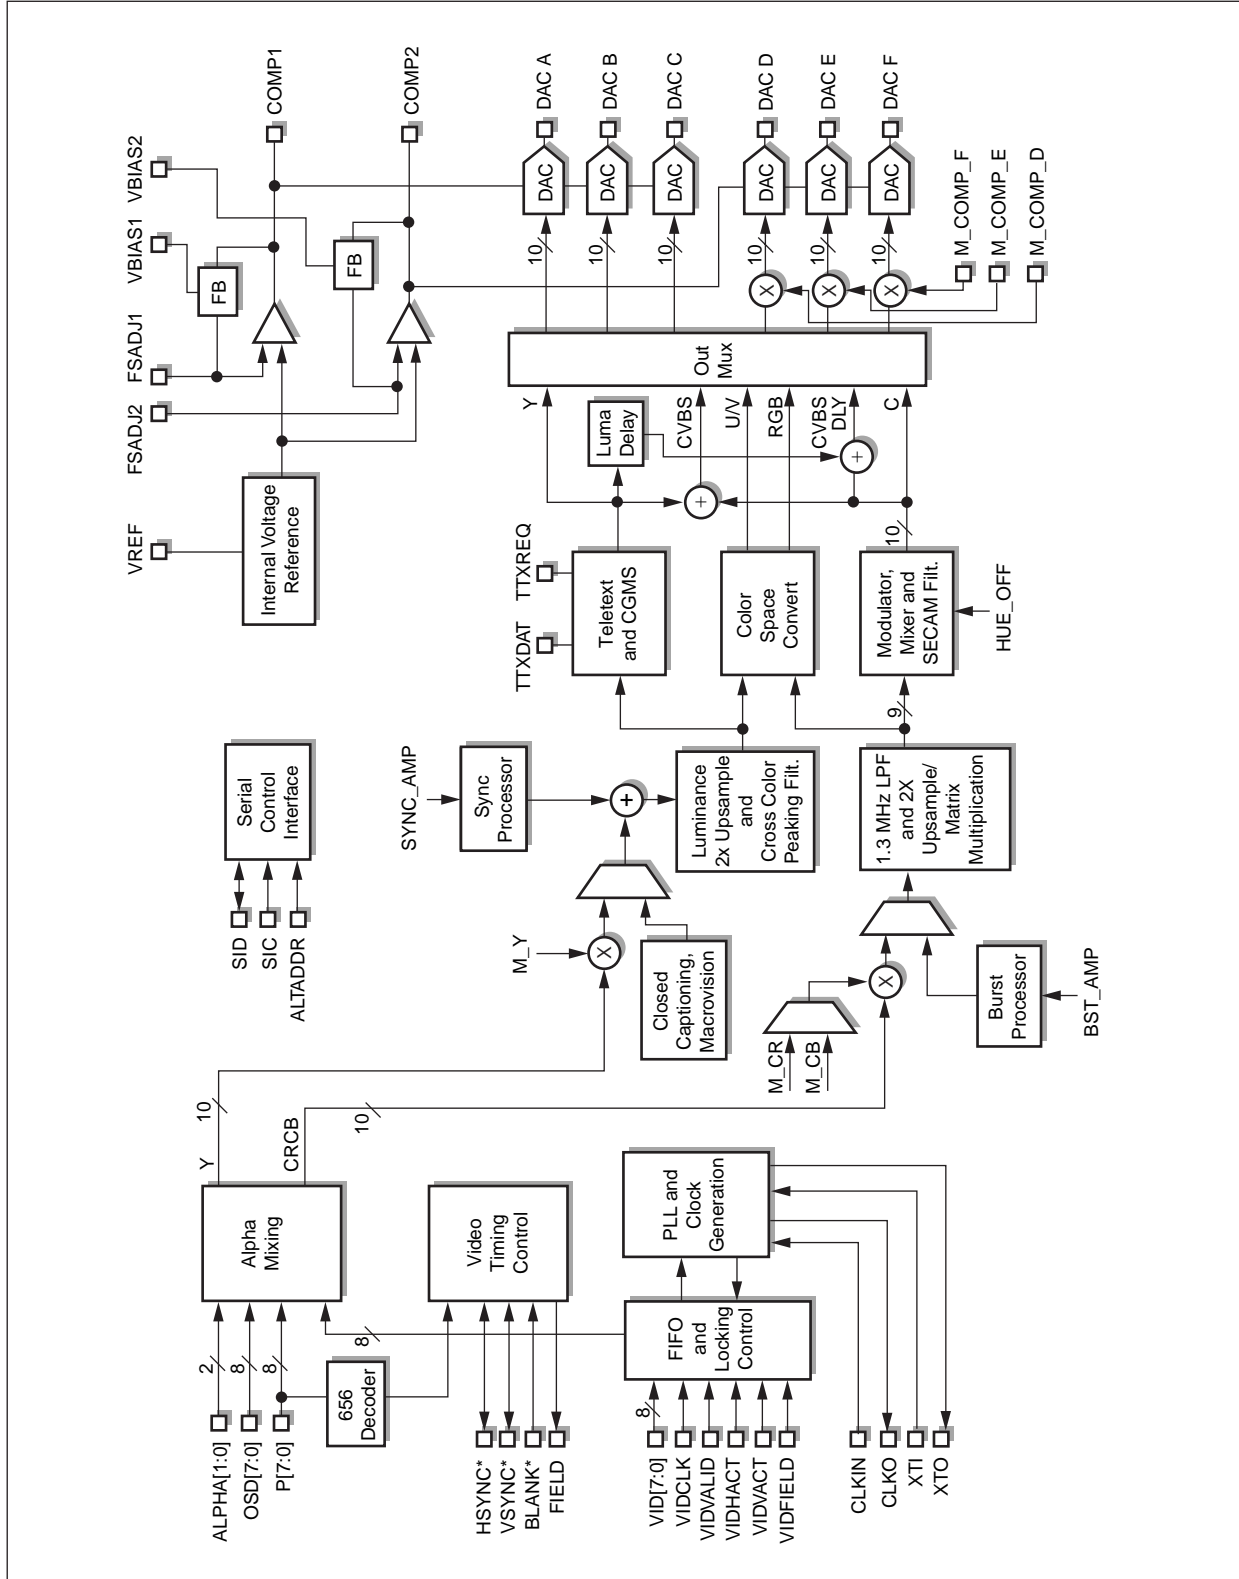 ALPHA[1:0]
OSD[7:0]
P[7:0]
2
8
8
656
Decoder
Alpha
Mixing
Y
10
CRCB
10
HSYNC*
VSYNC*
BLANK*
FIELD
Video
Timing
Control
8
VID[7:0]
VIDCLK
VIDVALID
VIDHACT
VIDVACT
VIDFIELD
8
FIFO
and
Locking
Control
PLL and
Clock
Generation
CLKIN
CLKO
XTI
XTO
SID
SIC
ALTADDR
Serial
Control
Interface
M_Y
X
Closed
Captioning,
Macrovision
SYNC_AMP
Sync
Processor
+
Luminance
2x Upsample
and
Cross Color
Peaking Filt.
M_CR
M_CB
X
Burst
Processor
BST_AMP
1.3 MHz LPF
and 2X
Upsample/
Matrix
Multiplication
9
TTXDAT
TTXREQ
Teletext
and CGMS
Color
Space
Convert
Modulator,
Mixer and
SECAM Filt.
HUE_OFF
10
Luma
Delay
+
+
Y
CVBS
U/V
RGB
CVBS
DLY
C
Out
Mux
VREF
Internal Voltage
Reference
FSADJ2
FSADJ1
VBIAS1
VBIAS2
FB
FB
COMP1
COMP2
10
10
10
10
10
10
X
X
X
DAC
DAC
DAC
DAC
DAC
DAC
DAC A
DAC B
DAC C
DAC D
DAC E
DAC F
M_COMP_F
M_COMP_E
M_COMP_D